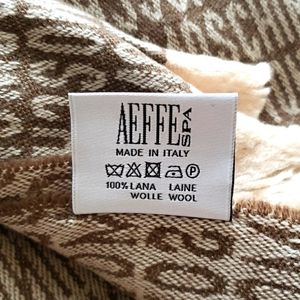 AEFFE SPA
MADE IN ITALY
P
100% LANA LAINE
WOLLE WOOL